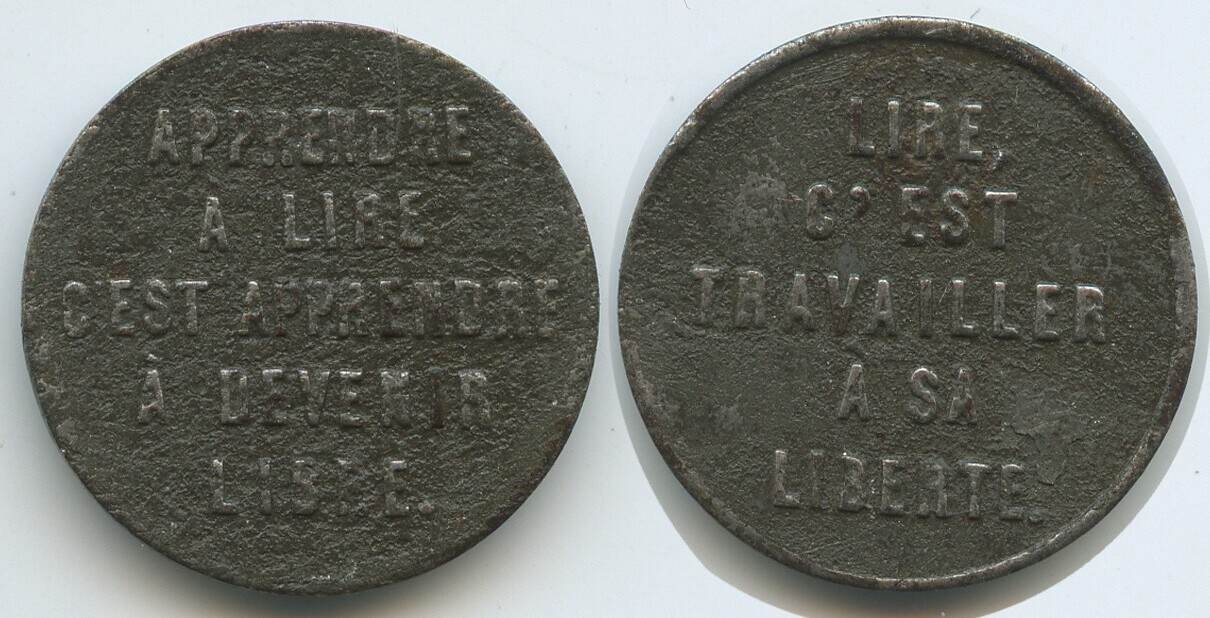 APPRENDRE
A LIRE
C'EST APPRENDRE
À DEVENIR
LIBRE.
LIRE,
C'EST
TRAVAILLER
À SA
LIBERTE.